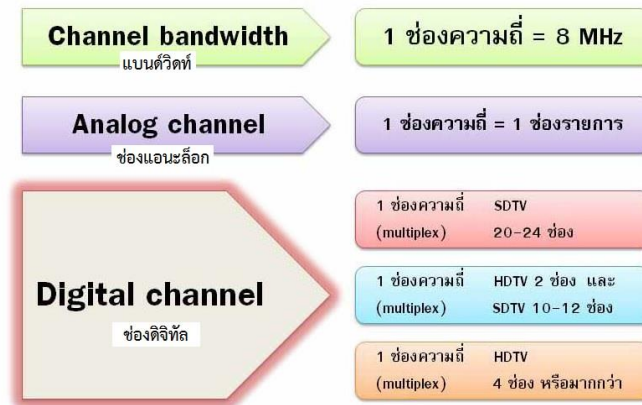 Channel bandwidth
แบนด์วิดท์
1 ช่องความถี่ = 8 MHz
Analog channel
ช่องแอนะล็อก
1 ช่องความถี่ = 1 ช่องรายการ
Digital channel
ช่องดิจิทัล
1 ช่องความถี่ SDTV
(multiplex) 20-24 ช่อง
1 ช่องความถี่ HDTV 2 ช่อง และ
(multiplex) SDTV 10-12 ช่อง
1 ช่องความถี่ HDTV
(multiplex) 4 ช่อง หรือมากกว่า